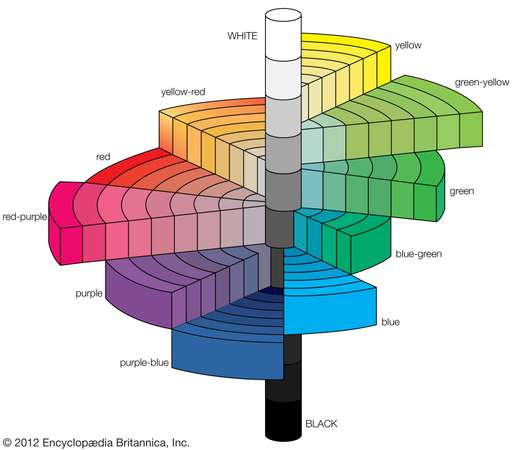 WHITE
yellow
green-yellow
yellow-red
red
green
red-purple
blue-green
purple
blue
purple-blue
BLACK
© 2012 Encyclopædia Britannica, Inc.